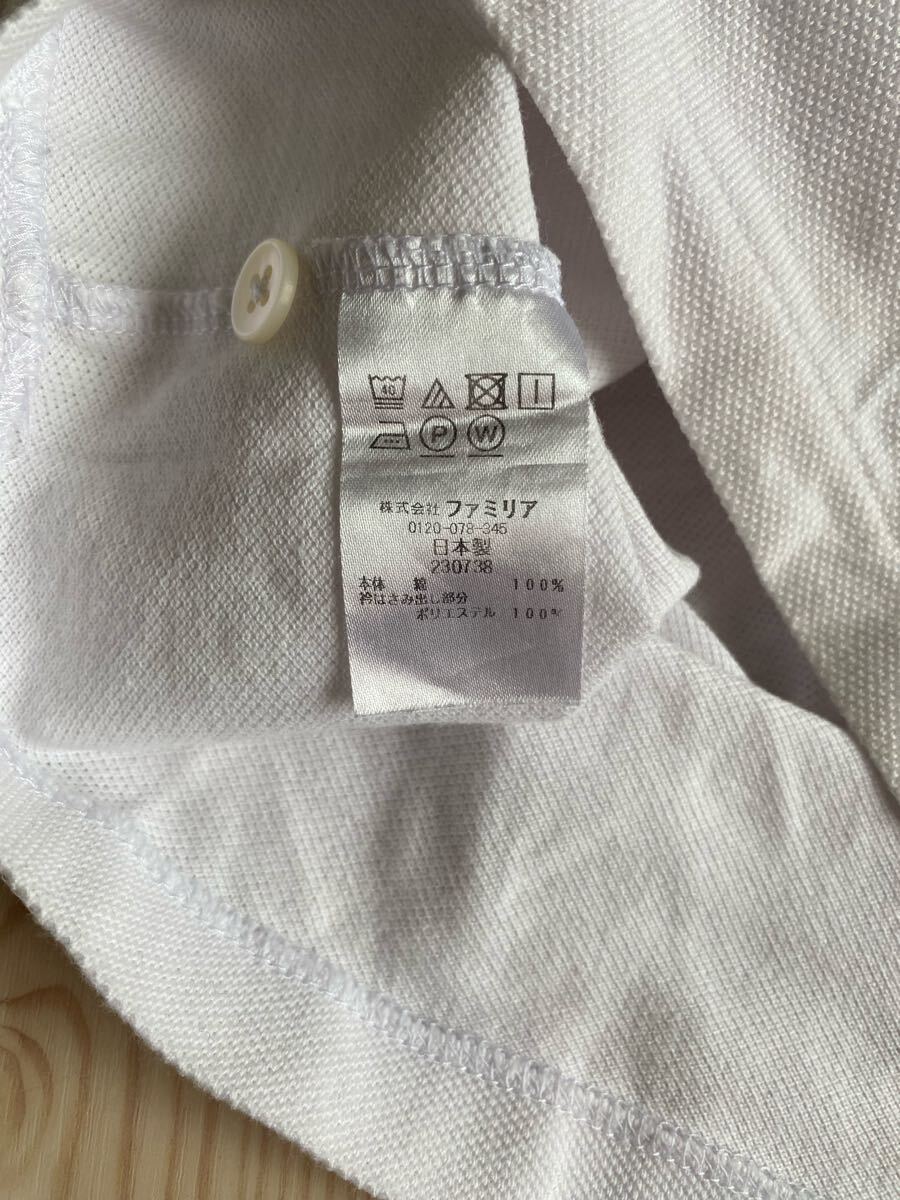 40
P W
株式会社 ファミリア
0120-078-345
日本製
230738
本体 綿 100%
衿はさみ出し部分
ポリエステル 100%